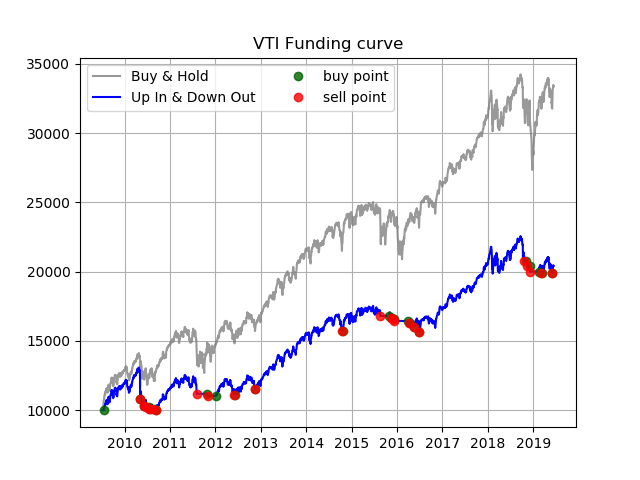 VTI Funding curve
Buy & Hold
Up In & Down Out
buy point
sell point
35000
30000
25000
20000
15000
10000
2010 2011 2012 2013 2014 2015 2016 2017 2018 2019